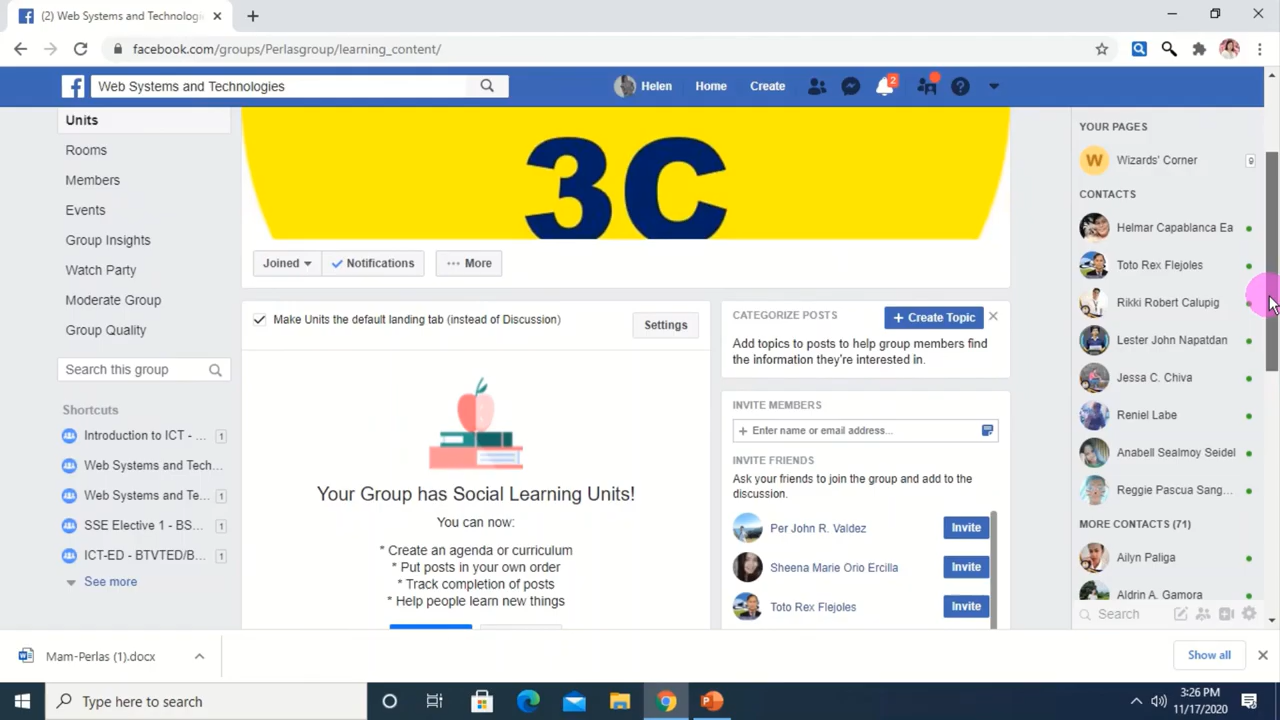 (2) Web Systems and Technologi
facebook.com/groups/Perlasgroup/learning_content/
Web Systems and Technologies
Helen
Home
Create
2
Units
Rooms
Members
Events
Group Insights
Watch Party
Moderate Group
Group Quality
Search this group
Shortcuts
Introduction to ICT - ... 1
Web Systems and Tech...
Web Systems and Te... 1
SSE Elective 1 - BS... 1
ICT-ED - BTVTED/B... 1
See more
3C
Joined
Notifications
More
Make Units the default landing tab (instead of Discussion)
Settings
Your Group has Social Learning Units!
You can now:
* Create an agenda or curriculum
* Put posts in your own order
* Track completion of posts
* Help people learn new things
CATEGORIZE POSTS
+ Create Topic
Add topics to posts to help group members find
the information they're interested in.
INVITE MEMBERS
+ Enter name or email address...
INVITE FRIENDS
Ask your friends to join the group and add to the
discussion.
Per John R. Valdez Invite
Sheena Marie Orio Ercilla Invite
Toto Rex Flejoles Invite
YOUR PAGES
W Wizards' Corner 9
CONTACTS
Helmar Capablanca Ea
Toto Rex Flejoles
Rikki Robert Calupig
Lester John Napatdan
Jessa C. Chiva
Reniel Labe
Anabell Sealmoy Seidel
Reggie Pascua Sang...
MORE CONTACTS (71)
Ailyn Paliga
Aldrin A. Gamora
Search
Mam-Perlas (1).docx
Show all
Type here to search
3:26 PM
11/17/2020